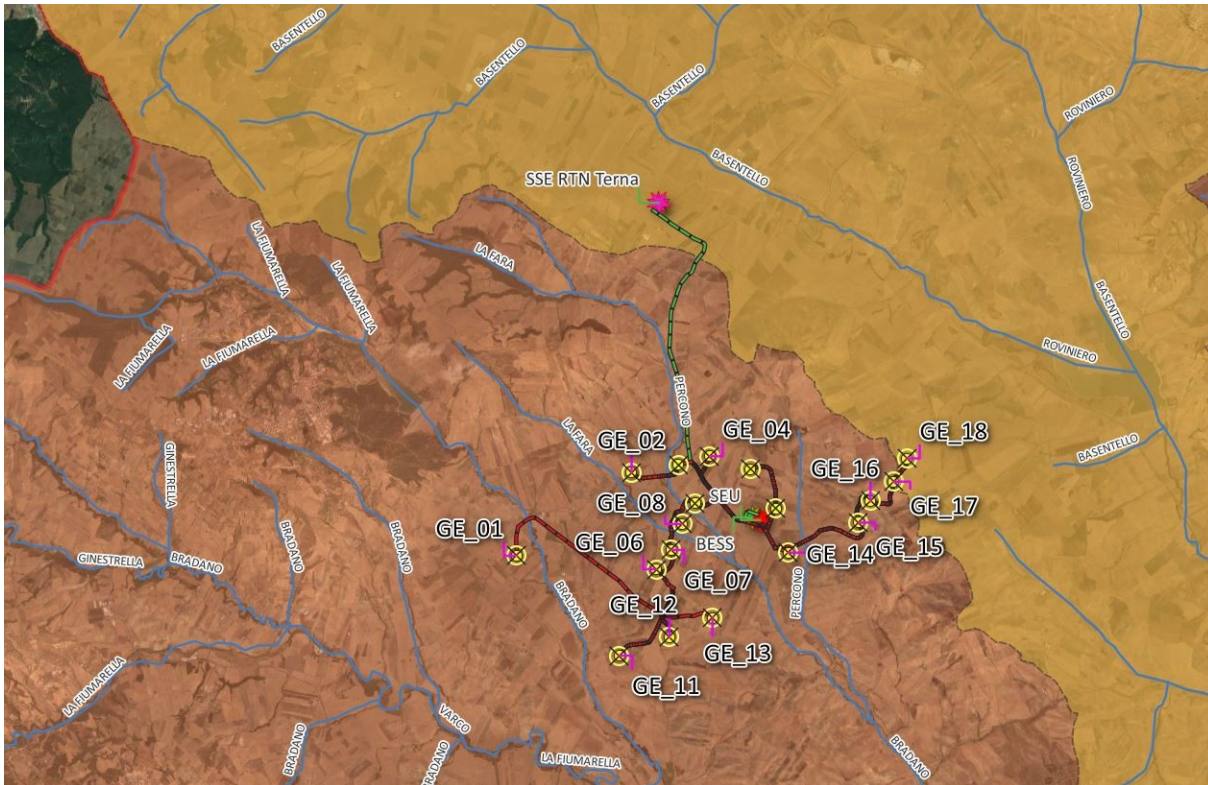 BASENTELLO
BASENTELLO
BASENTELLO
ROVINIERO
ROVINIERO
BASENTELLO
SSE RTN Terna
LA FIUMARELLA
LA FARA
LA FIUMARELLA
BASENTELLO
LA FIUMARELLA
LA FIUMARELLA
ROVINIERO
PERCONO
LA FARA
GE_02
GE_04
GE_18
BASENTELLO
GINESTRELLA
GE_16
GE_08
SEU
GE_17
GE_01
BRADANO
GE_06
BESS
GE_15
GE_14
GINESTRELLA
BRADANO
GE_07
PERCONO
BRADANO
GE_12
GE_13
GE_11
LA FIUMARELLA
VARCO
BRADANO
BRADANO
LA FIUMARELLA
BRADANO
BRADANO